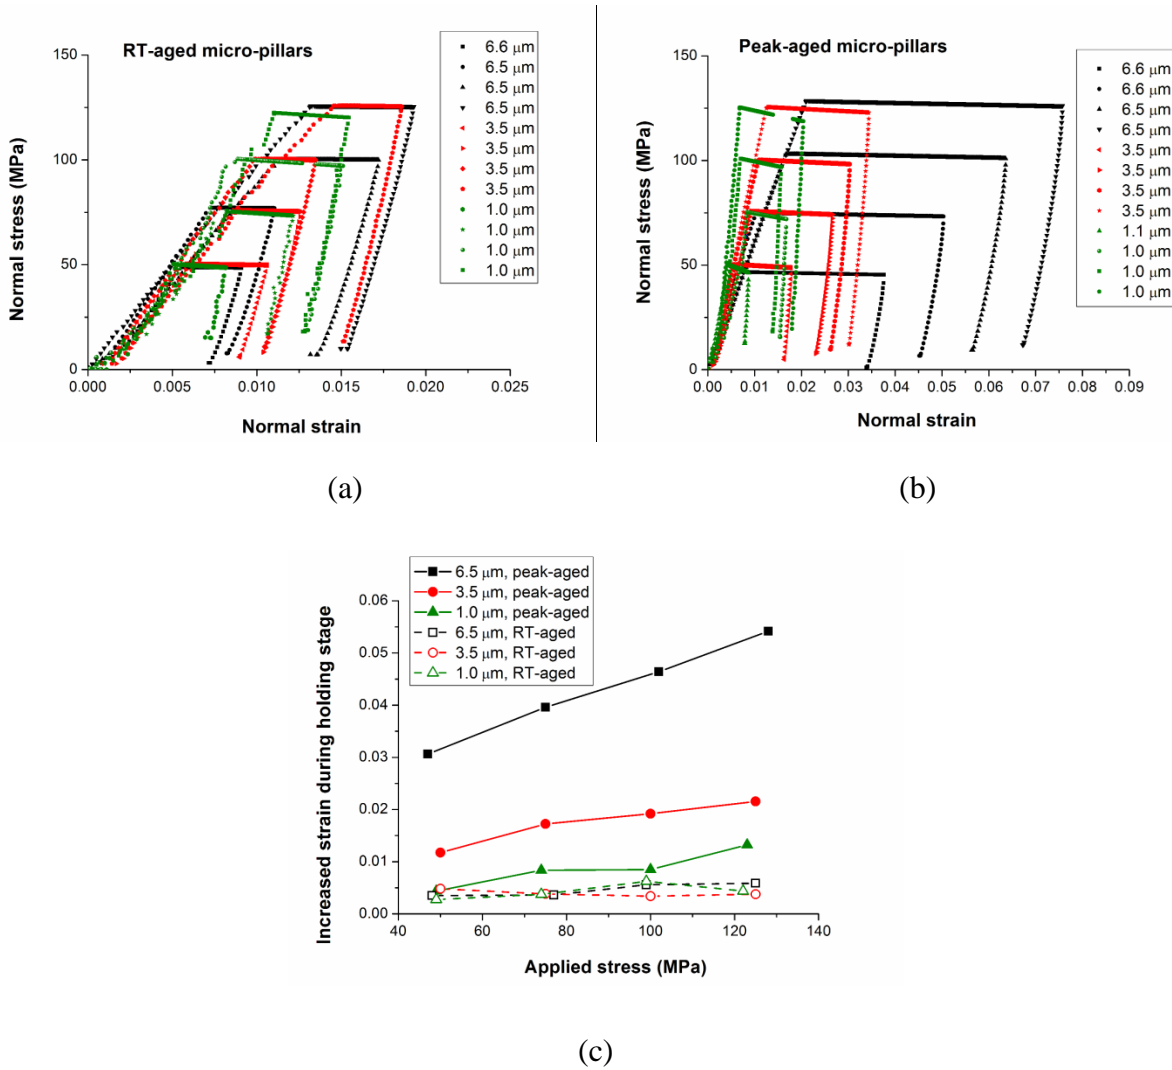 RT-aged micro-pillars
150
100
50
0
0.000 0.005 0.010 0.015 0.020 0.025
Normal stress (MPa)
Normal strain
6.6 μm
6.5 μm
6.5 μm
6.5 μm
3.5 μm
3.5 μm
3.5 μm
3.5 μm
1.0 μm
1.0 μm
1.0 μm
1.0 μm
(a)
Peak-aged micro-pillars
150
100
50
0
0.00 0.01 0.02 0.03 0.04 0.05 0.06 0.07 0.08 0.09
Normal stress (MPa)
Normal strain
6.6 μm
6.6 μm
6.5 μm
6.5 μm
3.5 μm
3.5 μm
3.5 μm
3.5 μm
1.1 μm
1.0 μm
1.0 μm
1.0 μm
(b)
6.5 μm, peak-aged
3.5 μm, peak-aged
1.0 μm, peak-aged
6.5 μm, RT-aged
3.5 μm, RT-aged
1.0 μm, RT-aged
0.06
0.05
0.04
0.03
0.02
0.01
0.00
40 60 80 100 120 140
Increased strain during holding stage
Applied stress (MPa)
(c)